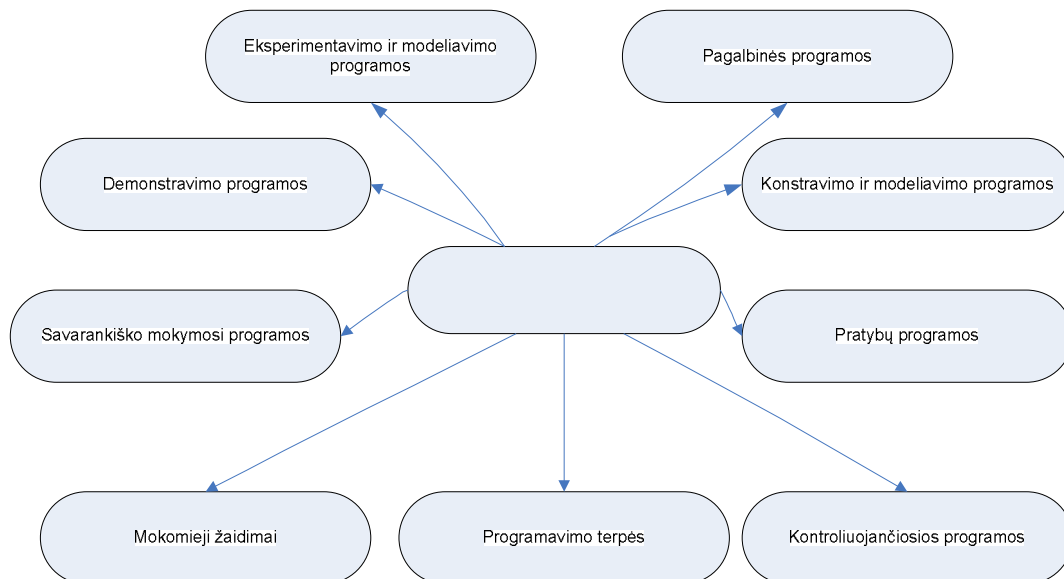 Eksperimentavimo ir modeliavimo
programos
Pagalbinės programos
Demonstravimo programos
Konstravimo ir modeliavimo programos
Savarankiško mokymosi programos
Pratybų programos
Mokomieji žaidimai
Programavimo terpės
Kontroliuojančiosios programos